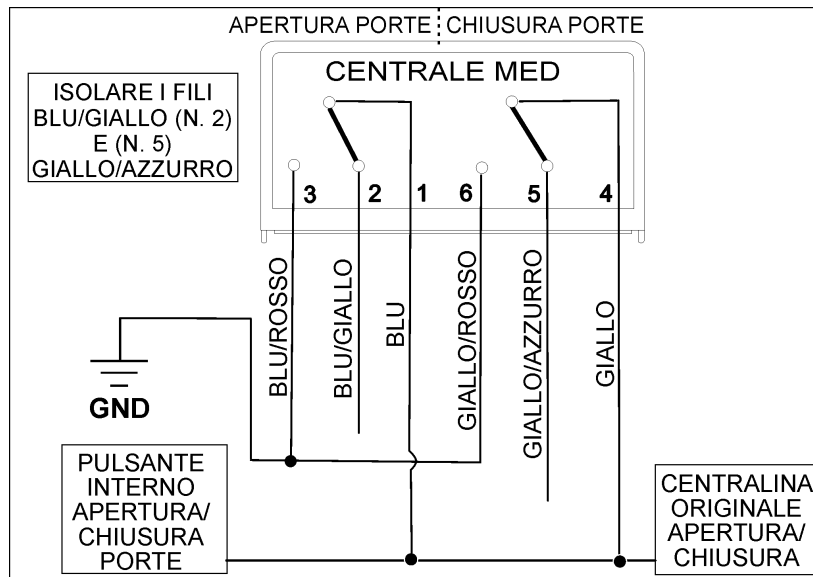 APERTURA PORTE CHIUSURA PORTE
CENTRALE MED
ISOLARE I FILI
BLU/GIALLO (N. 2)
E (N. 5)
GIALLO/AZZURRO
3 2 1 6 5 4
BLU/ROSSO
BLU/GIALLO
BLU
GIALLO/ROSSO
GIALLO/AZZURRO
GIALLO
GND
PULSANTE
INTERNO
APERTURA/
CHIUSURA
PORTE
CENTRALINA
ORIGINALE
APERTURA/
CHIUSURA